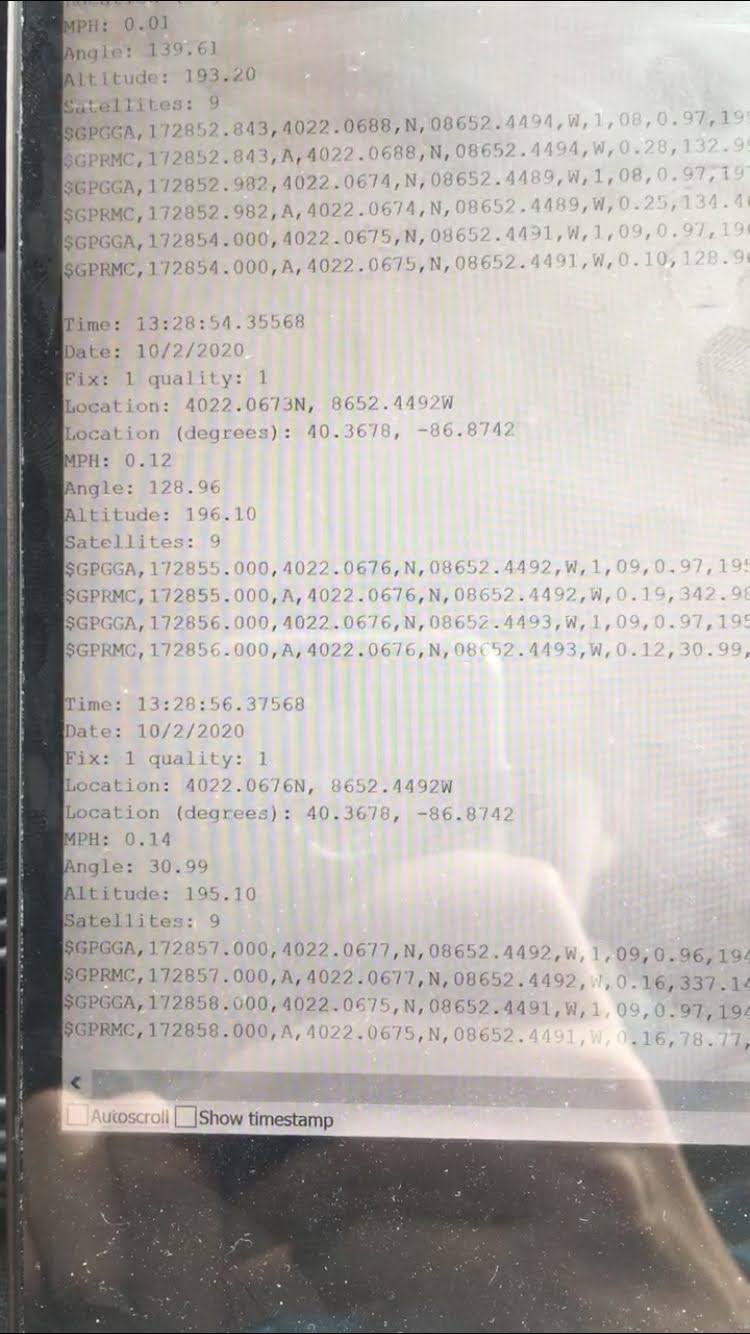 MPH: 0.01
Angle: 139.61
Altitude: 193.20
Satellites: 9
$GPGGA,172852.843,4022.0688,N,08652.4494,W,1,08,0.97,19
$GPRMC,172852.843,A,4022.0688,N,08652.4494,W,0.28,132.9
$GPGGA,172852.982,4022.0674,N,08652.4489,W,1,08,0.97,19
$GPRMC,172852.982,A,4022.0674,N,08652.4489,W,0.25,134.4
$GPGGA,172854.000,4022.0675,N,08652.4491,W,1,09,0.97,19
$GPRMC,172854.000,A,4022.0675,N,08652.4491,W,0.10,128.9
Time: 13:28:54.35568
Date: 10/2/2020
Fix: 1 quality: 1
Location: 4022.0673N, 8652.4492W
Location (degrees): 40.3678, -86.8742
MPH: 0.12
Angle: 128.96
Altitude: 196.10
Satellites: 9
$GPGGA,172855.000,4022.0676,N,08652.4492,W,1,09,0.97,195
$GPRMC,172855.000,A,4022.0676,N,08652.4492,W,0.19,342.98
$GPGGA,172856.000,4022.0676,N,08652.4493,W,1,09,0.97,195
$GPRMC,172856.000,A,4022.0676,N,08652.4493,W,0.12,30.99,
Time: 13:28:56.37568
Date: 10/2/2020
Fix: 1 quality: 1
Location: 4022.0676N, 8652.4492W
Location (degrees): 40.3678, -86.8742
MPH: 0.14
Angle: 30.99
Altitude: 195.10
Satellites: 9
$GPGGA,172857.000,4022.0677,N,08652.4492,W,1,09,0.96,194
$GPRMC,172857.000,A,4022.0677,N,08652.4492,W,0.16,337.14
$GPGGA,172858.000,4022.0675,N,08652.4491,W,1,09,0.97,194
$GPRMC,172858.000,A,4022.0675,N,08652.4491,W,0.16,78.77,
Autoscroll Show timestamp